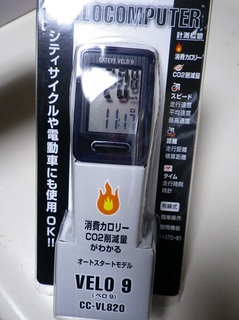 LOCOMPUTER
計測機能
消費カロリー
CO2削減量
スピード
走行速度
平均速度
最高速度
距離
走行距離
積算距離
タイム
走行時間
時計
有線式
シティサイクルや電動車にも使用OK!!
CATEYE VELO 9
消費カロリー
CO2削減量
がわかる
オートスタートモデル
VELO 9
(ベロ9)
CC-VL820